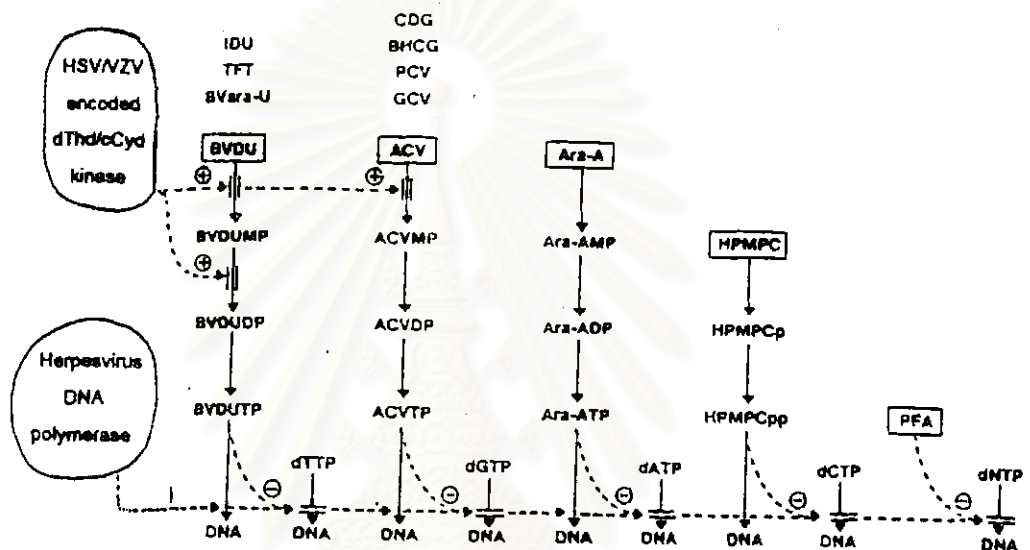 CDG
IDU
BHCG
TFT
PCV
BVara-U
GCV
HSV/VZV
encoded
dThd/cCyd
kinase
BVDU
ACV
Ara-A
⊕
⊕
BVDUMP
ACVMP
Ara-AMP
HPMPC
⊕
BVDUDP
ACVDP
Ara-ADP
HPMPCp
Herpesvirus
DNA
polymerase
BVDUTP
ACVTP
Ara-ATP
HPMPCpp
PFA
dTTP
dGTP
dATP
dCTP
dNTP
⊖
⊖
⊖
⊖
⊖
DNA
DNA
DNA
DNA
DNA
DNA
DNA
DNA
DNA